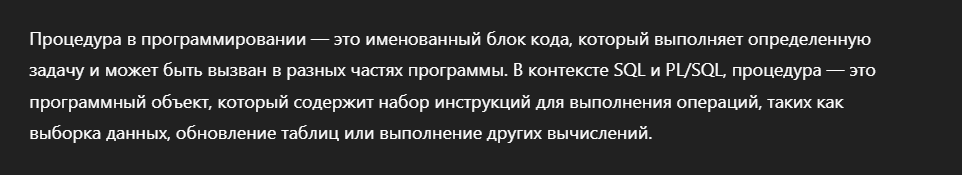 Процедура в программировании — это именованный блок кода, который выполняет определенную
задачу и может быть вызван в разных частях программы. В контексте SQL и PL/SQL, процедура — это
программный объект, который содержит набор инструкций для выполнения операций, таких как
выборка данных, обновление таблиц или выполнение других вычислений.